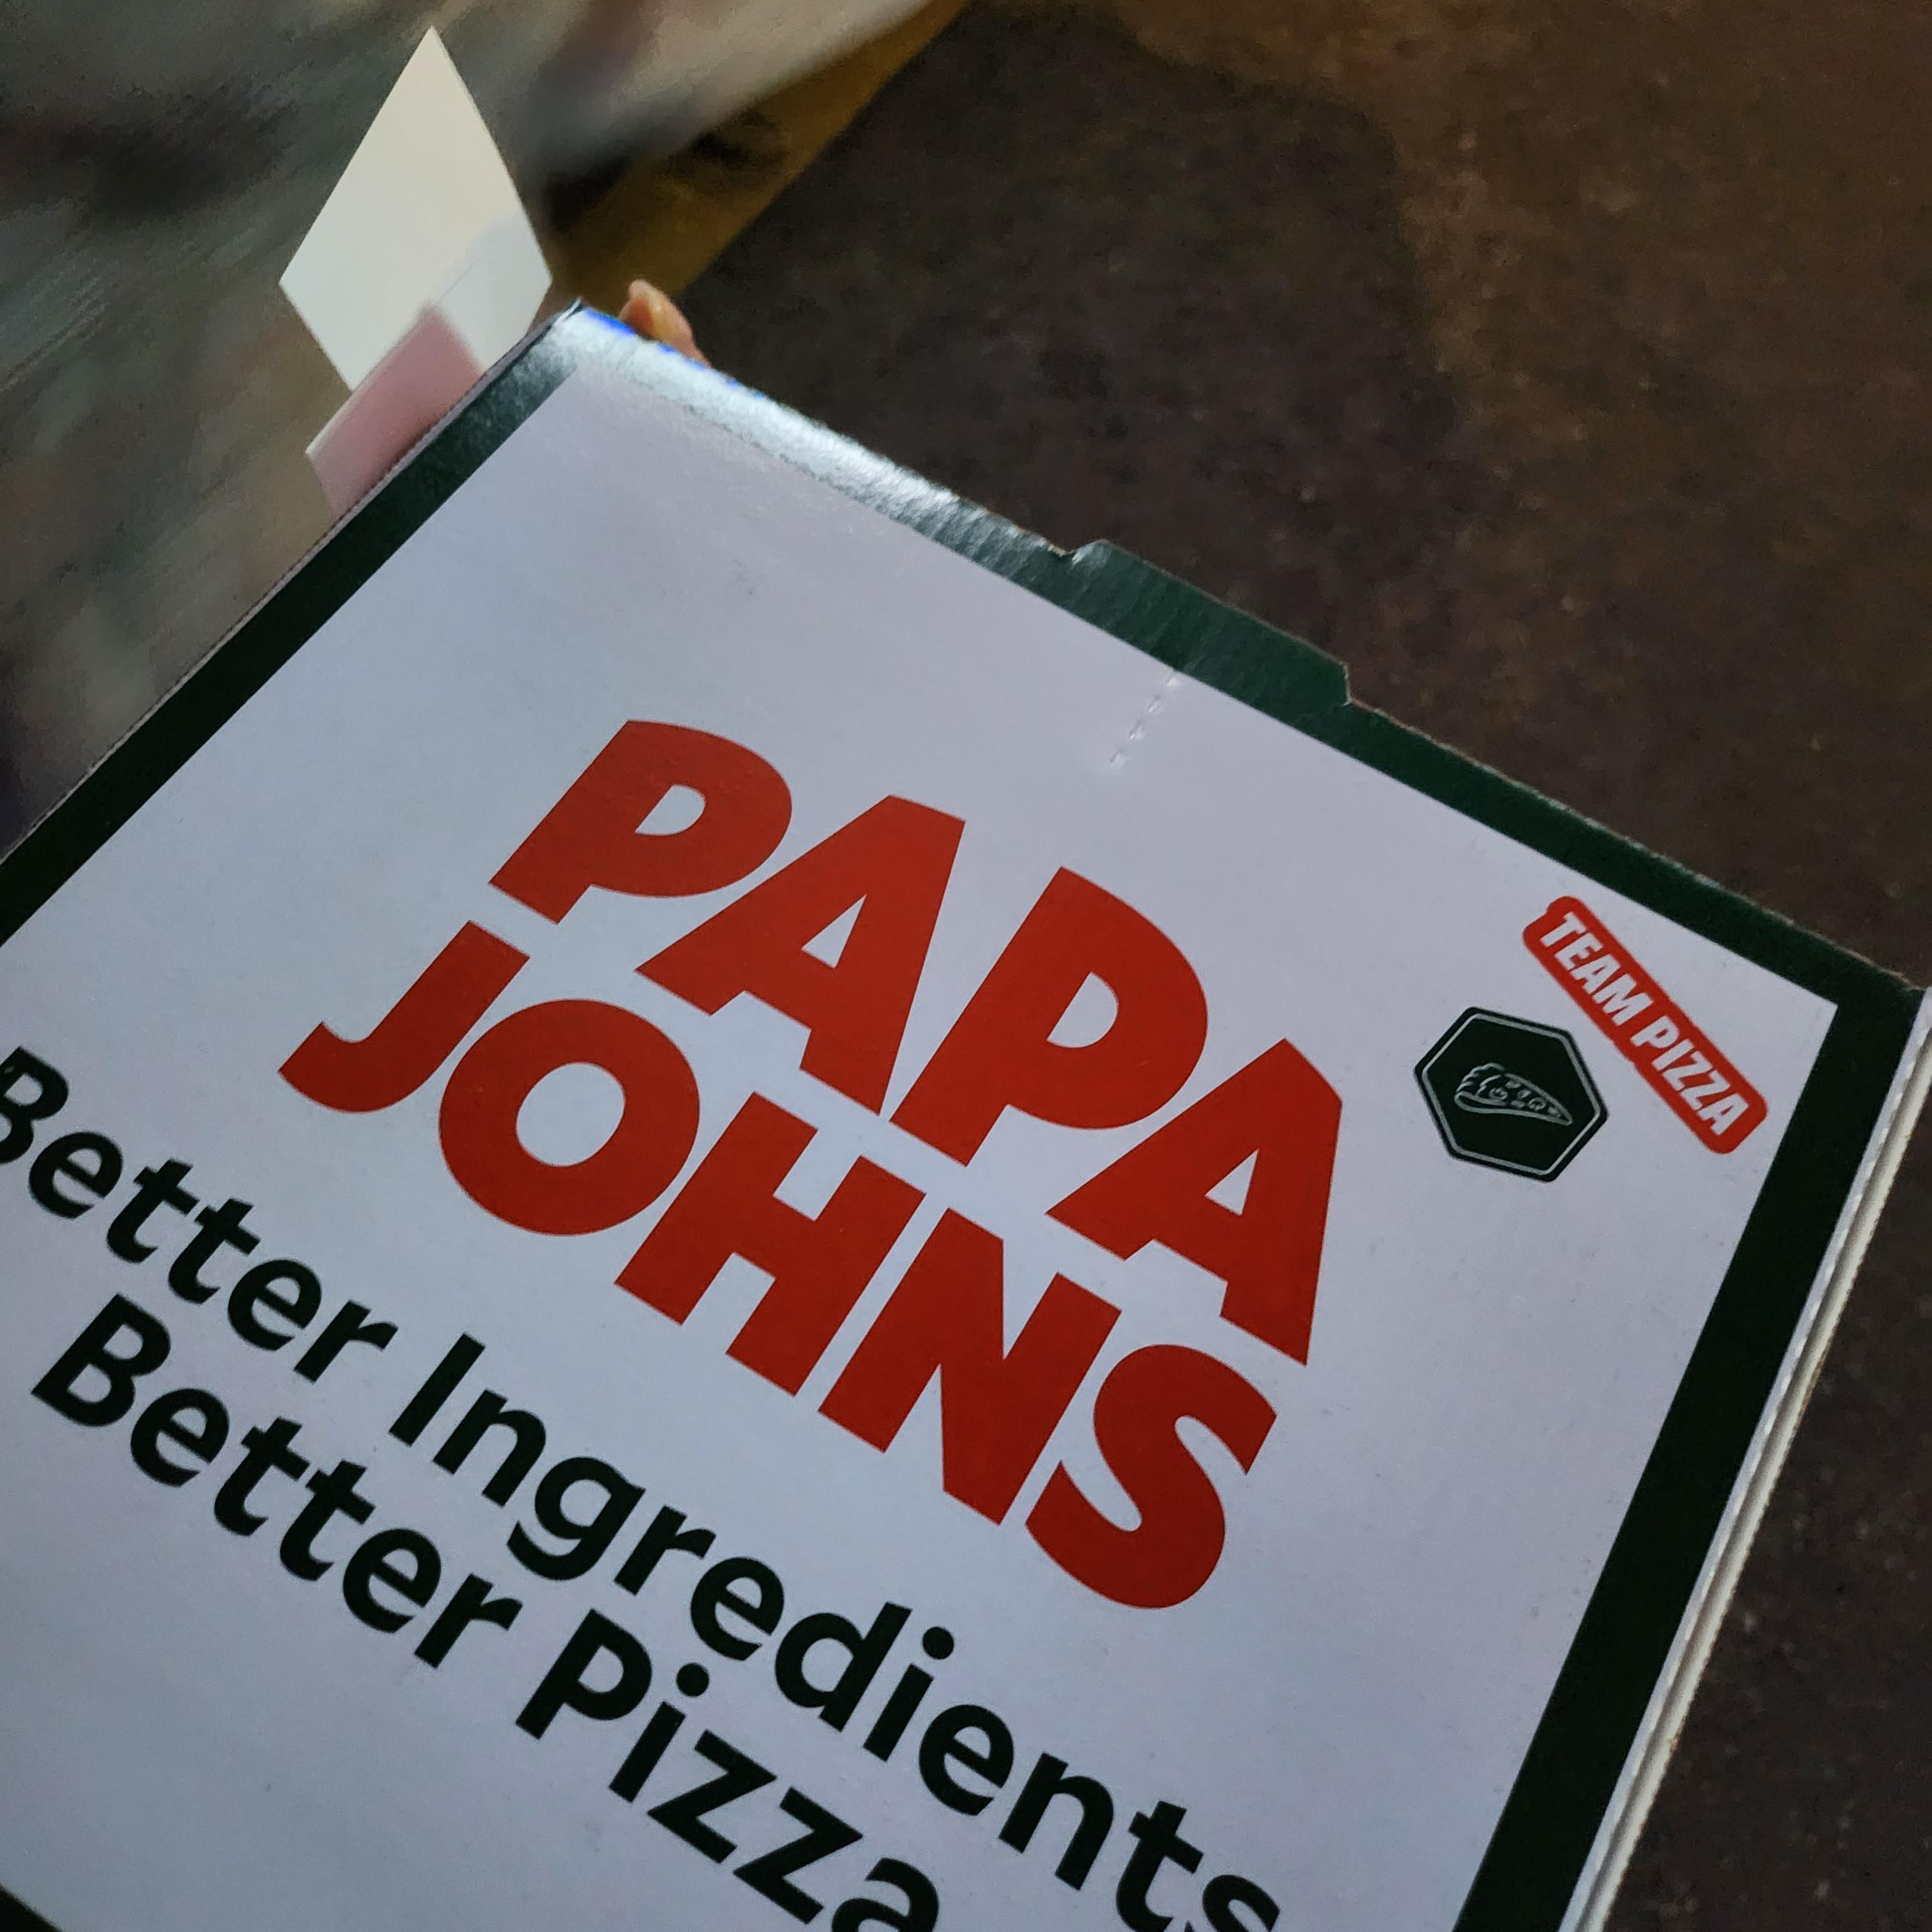 PAPA
JOHNS
TEAM PIZZA
Better Ingredients
Better Pizza